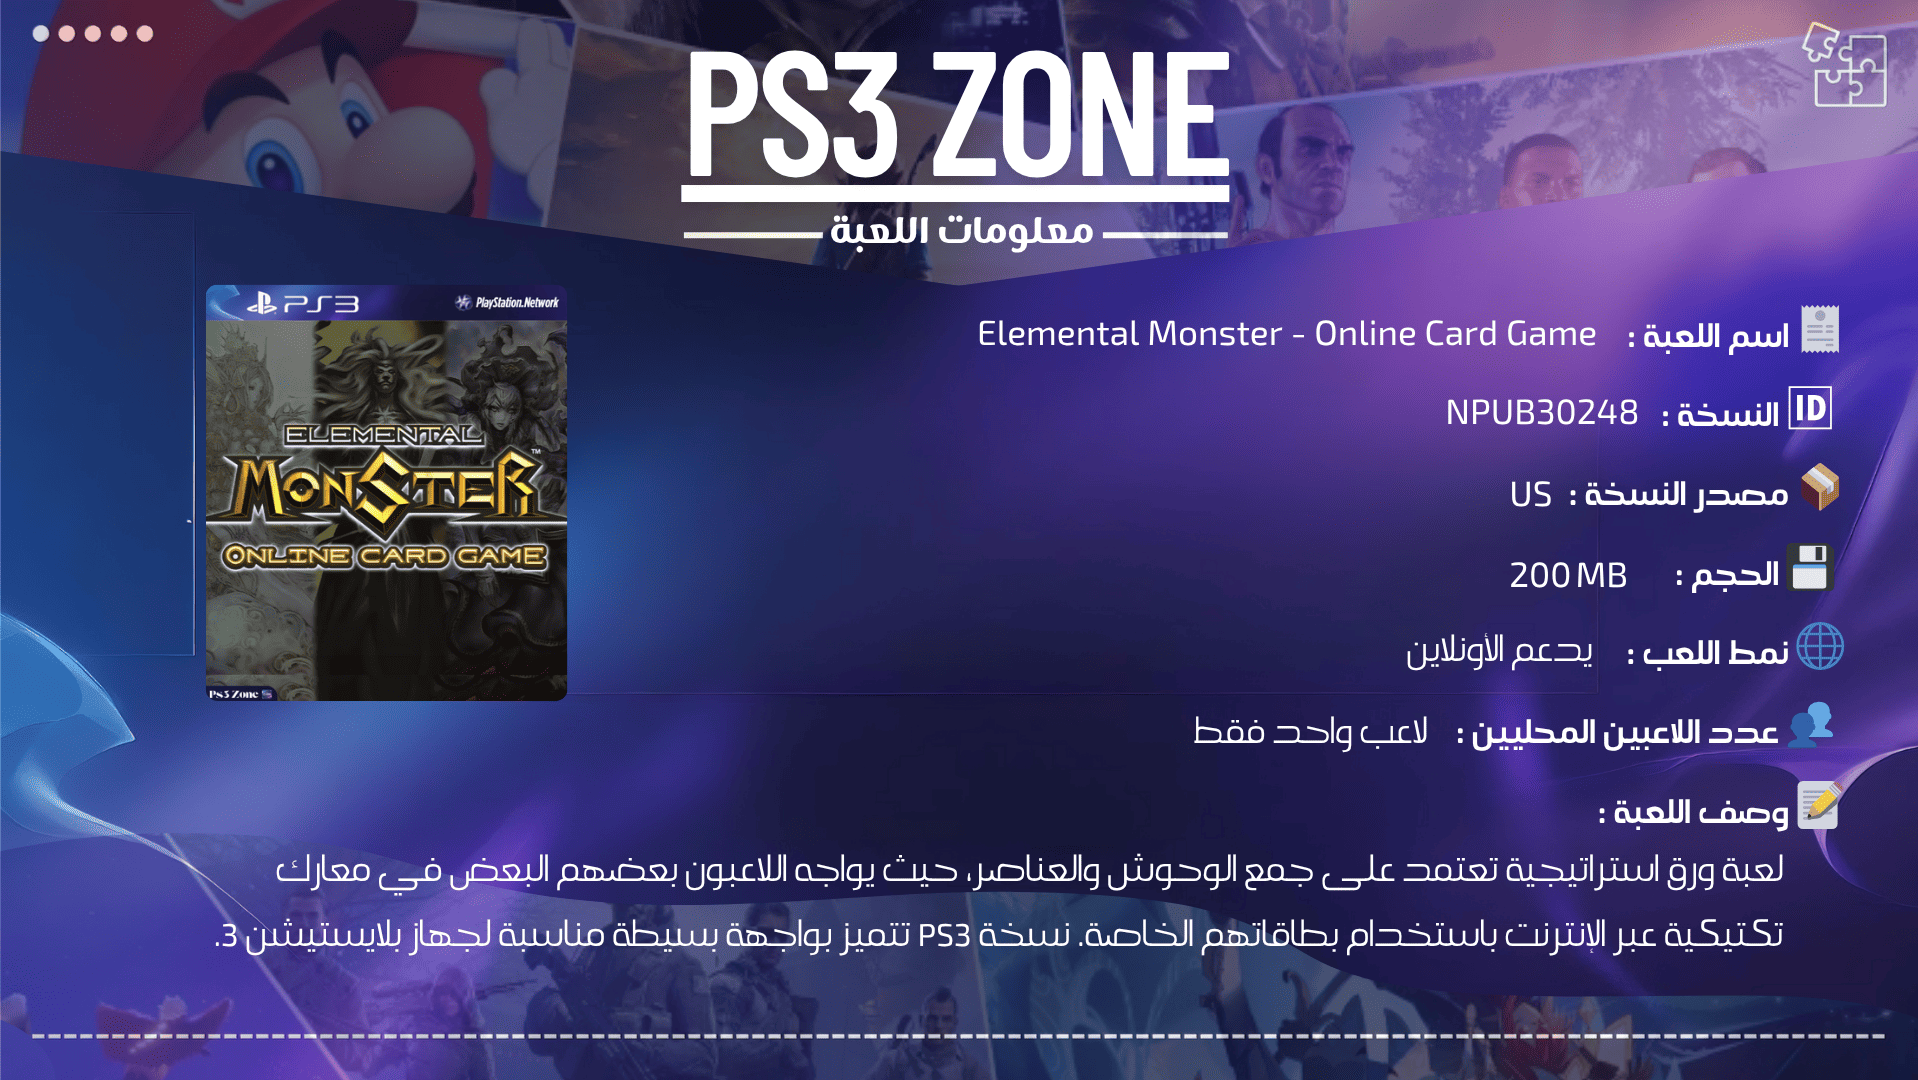 PS3 ZONE
معلومات اللعبة
PS3 PlayStation.Network
ELEMENTAL
MONSTER™
ONLINE CARD GAME
Ps3 Zone
اسم اللعبة : Elemental Monster - Online Card Game
ID النسخة : NPUB30248
مصدر النسخة : US
الحجم : 200 MB
نمط اللعب : يدعم الأونلاين
عدد اللاعبين المحليين : لاعب واحد فقط
وصف اللعبة :
لعبة ورق استراتيجية تعتمد على جمع الوحوش والعناصر، حيث يواجه اللاعبون بعضهم البعض في معارك
تكتيكية عبر الإنترنت باستخدام بطاقاتهم الخاصة. نسخة PS3 تتميز بواجهة بسيطة مناسبة لجهاز بلايستيشن 3.